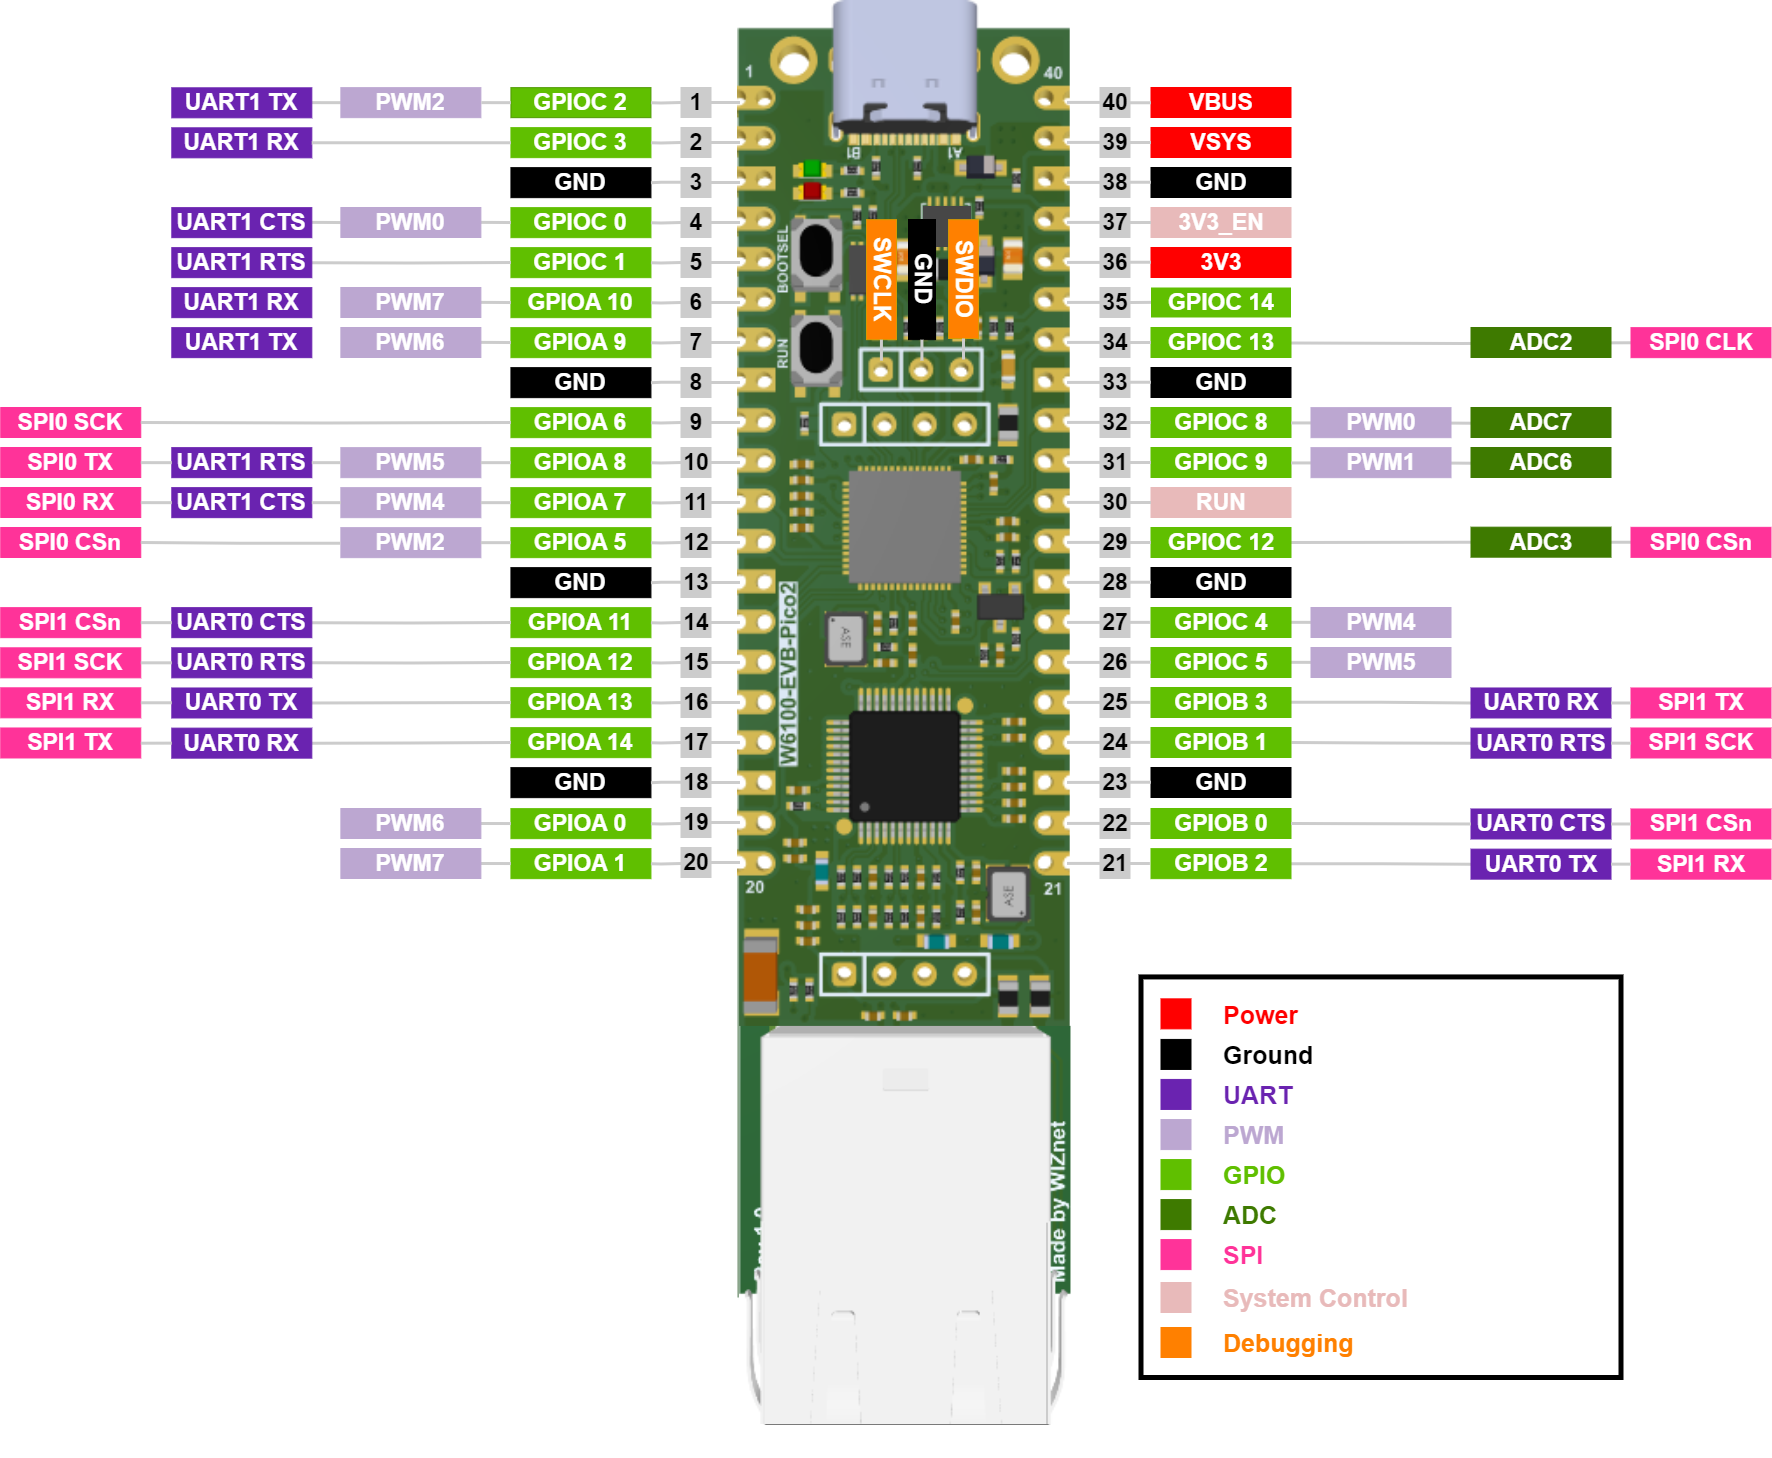 1
40
UART1 TX PWM2 GPIOC 2 1
40 VBUS
UART1 RX GPIOC 3 2
39 VSYS
GND 3
38 GND
UART1 CTS PWM0 GPIOC 0 4
37 3V3_EN
UART1 RTS GPIOC 1 5
36 3V3
UART1 RX PWM7 GPIOA 10 6
35 GPIOC 14
UART1 TX PWM6 GPIOA 9 7
34 GPIOC 13 ADC2 SPI0 CLK
GND 8
33 GND
SPI0 SCK GPIOA 6 9
32 GPIOC 8 PWM0 ADC7
SPI0 TX UART1 RTS PWM5 GPIOA 8 10
31 GPIOC 9 PWM1 ADC6
SPI0 RX UART1 CTS PWM4 GPIOA 7 11
30 RUN
SPI0 CSn PWM2 GPIOA 5 12
29 GPIOC 12 ADC3 SPI0 CSn
GND 13
28 GND
SPI1 CSn UART0 CTS GPIOA 11 14
27 GPIOC 4 PWM4
SPI1 SCK UART0 RTS GPIOA 12 15
26 GPIOC 5 PWM5
SPI1 RX UART0 TX GPIOA 13 16
25 GPIOB 3 UART0 RX SPI1 TX
SPI1 TX UART0 RX GPIOA 14 17
24 GPIOB 1 UART0 RTS SPI1 SCK
GND 18
23 GND
PWM6 GPIOA 0 19
22 GPIOB 0 UART0 CTS SPI1 CSn
PWM7 GPIOA 1 20
21 GPIOB 2 UART0 TX SPI1 RX
B1
A1
BOOTSEL
RUN
SWCLK
GND
SWDIO
ASE
W6100-EVB-Pico2
ASE
20
21
Made by WIZnet
Power
Ground
UART
PWM
GPIO
ADC
SPI
System Control
Debugging